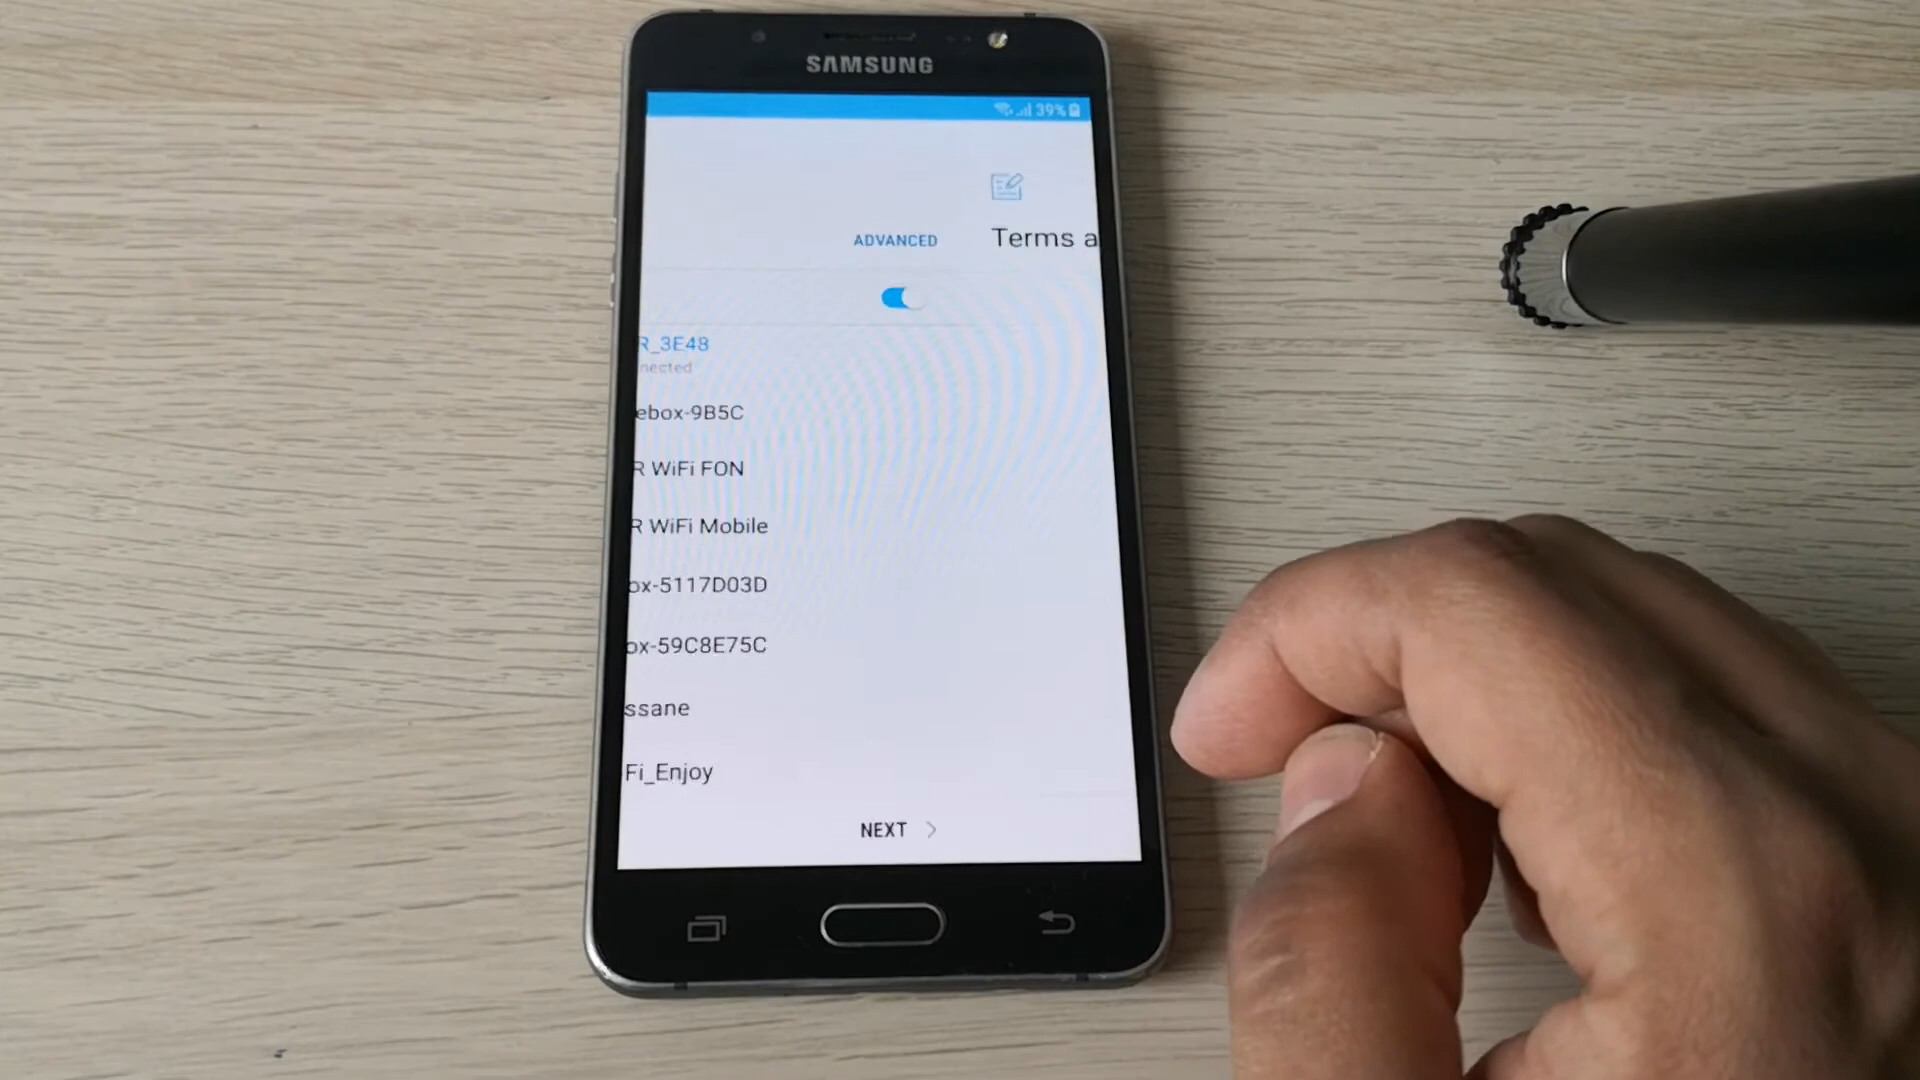 SAMSUNG
39%
ADVANCED
Terms a
R_3E48
nected
ebox-9B5C
R WiFi FON
R WiFi Mobile
ox-5117D03D
ox-59C8E75C
ssane
Fi_Enjoy
NEXT